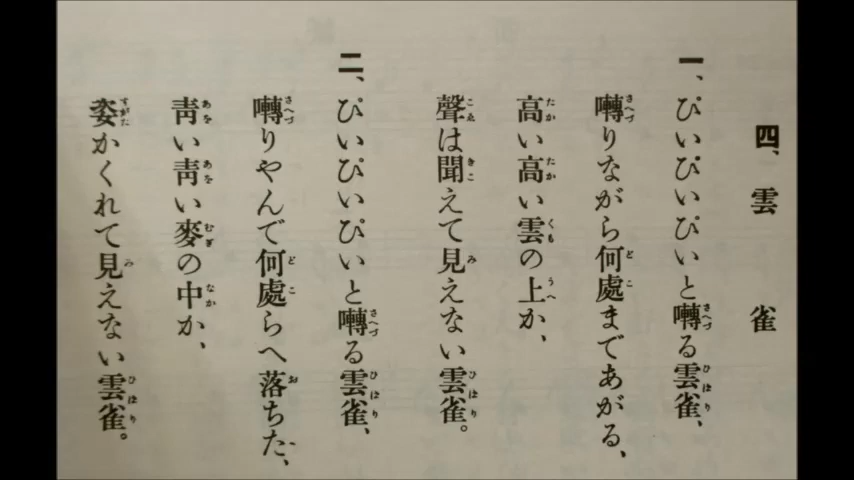 四、雲雀
一、ぴいぴいぴいと囀る雲雀、
囀りながら何處まであがる、
高い高い雲の上か、
聲は聞えて見えない雲雀。
二、ぴいぴいぴいと囀る雲雀、
囀りやんで何處らへ落ちた、
靑い靑い麥の中か、
姿かくれて見えない雲雀。